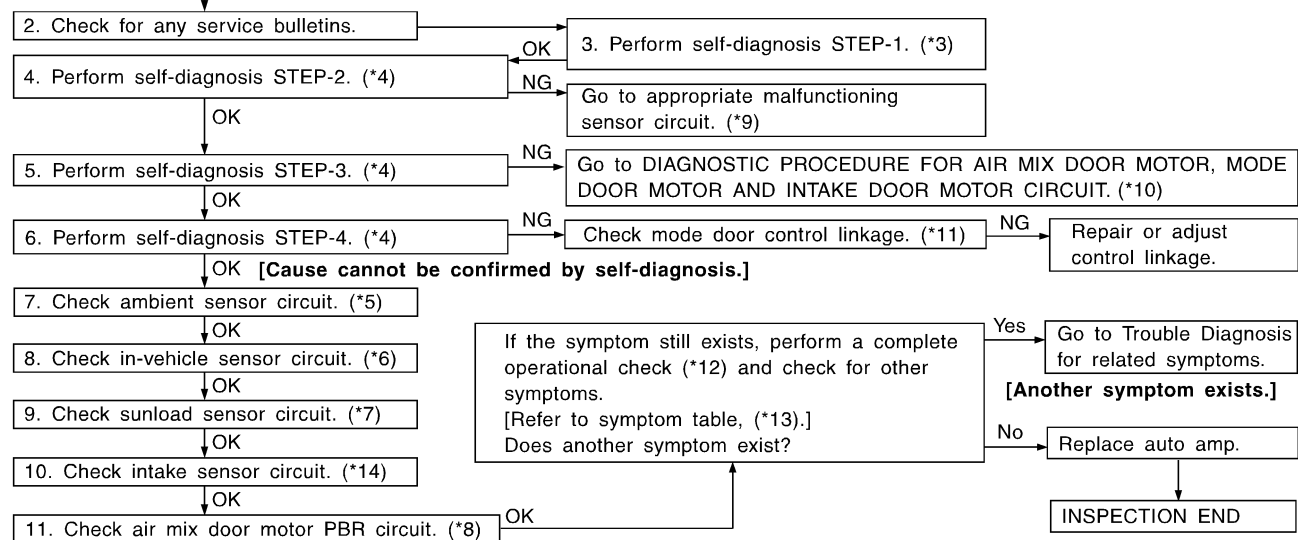 2. Check for any service bulletins.
3. Perform self-diagnosis STEP-1. (*3)
OK
4. Perform self-diagnosis STEP-2. (*4)
NG
Go to appropriate malfunctioning
sensor circuit. (*9)
OK
5. Perform self-diagnosis STEP-3. (*4)
NG
Go to DIAGNOSTIC PROCEDURE FOR AIR MIX DOOR MOTOR, MODE
DOOR MOTOR AND INTAKE DOOR MOTOR CIRCUIT. (*10)
OK
6. Perform self-diagnosis STEP-4. (*4)
NG
Check mode door control linkage. (*11)
NG
Repair or adjust
control linkage.
OK
[Cause cannot be confirmed by self-diagnosis.]
7. Check ambient sensor circuit. (*5)
OK
8. Check in-vehicle sensor circuit. (*6)
OK
9. Check sunload sensor circuit. (*7)
OK
10. Check intake sensor circuit. (*14)
OK
11. Check air mix door motor PBR circuit. (*8)
OK
If the symptom still exists, perform a complete
operational check (*12) and check for other
symptoms.
[Refer to symptom table, (*13).]
Does another symptom exist?
Yes
Go to Trouble Diagnosis
for related symptoms.
[Another symptom exists.]
No
Replace auto amp.
INSPECTION END